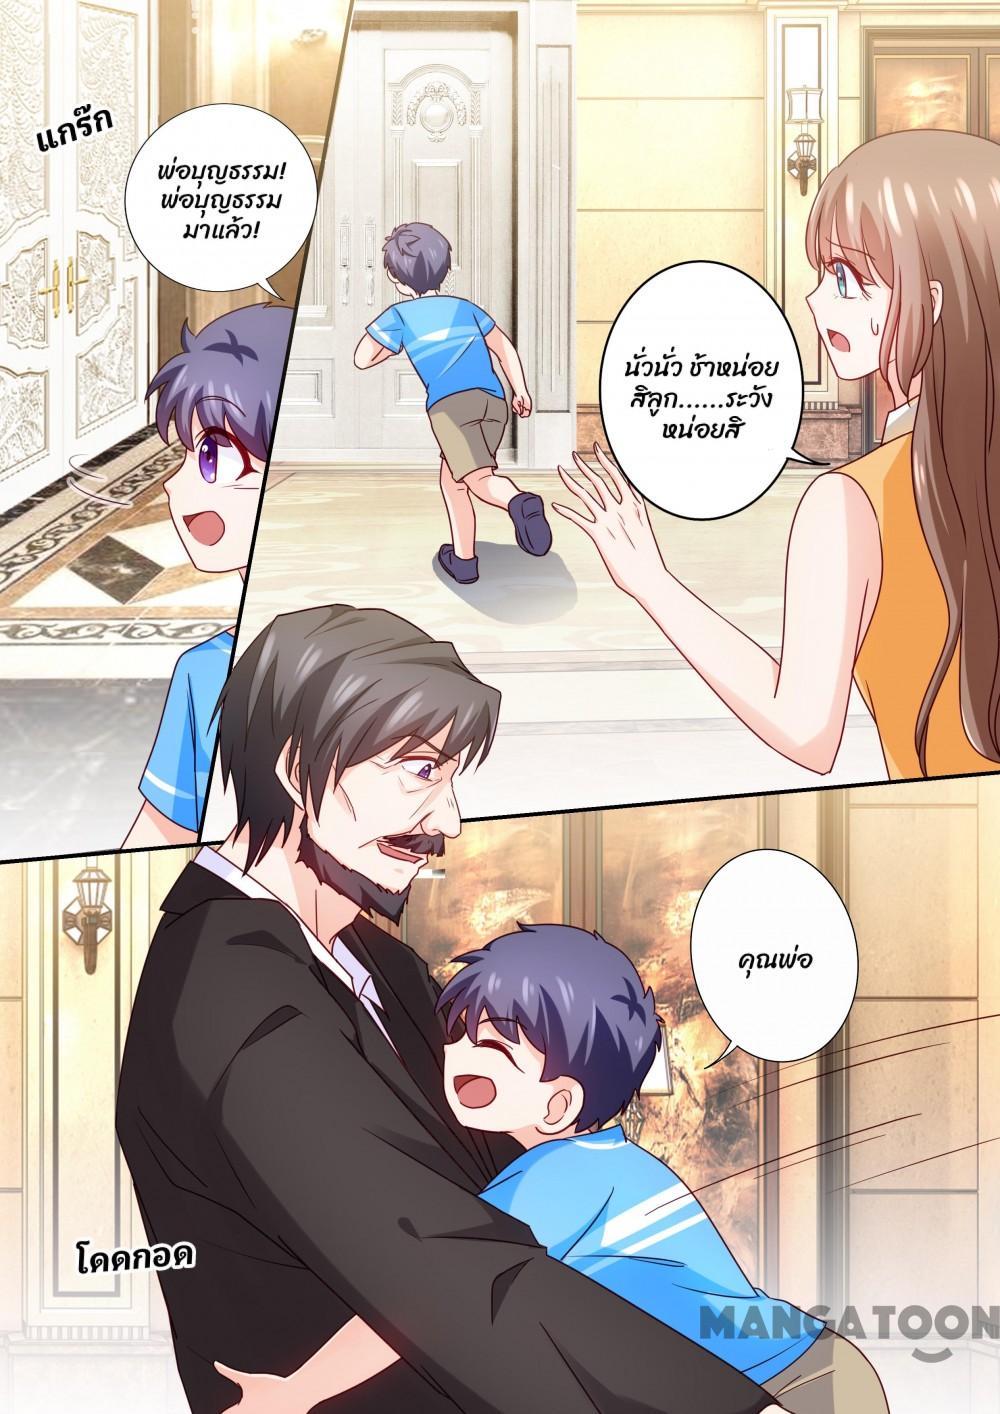 แกร๊ก
พ่อบุญธรรม!
พ่อบุญธรรม
มาแล้ว!
นั่วนั่ว ช้าหน่อย
สิลูก......ระวัง
หน่อยสิ
คุณพ่อ
โดดกอด
MANGATOON